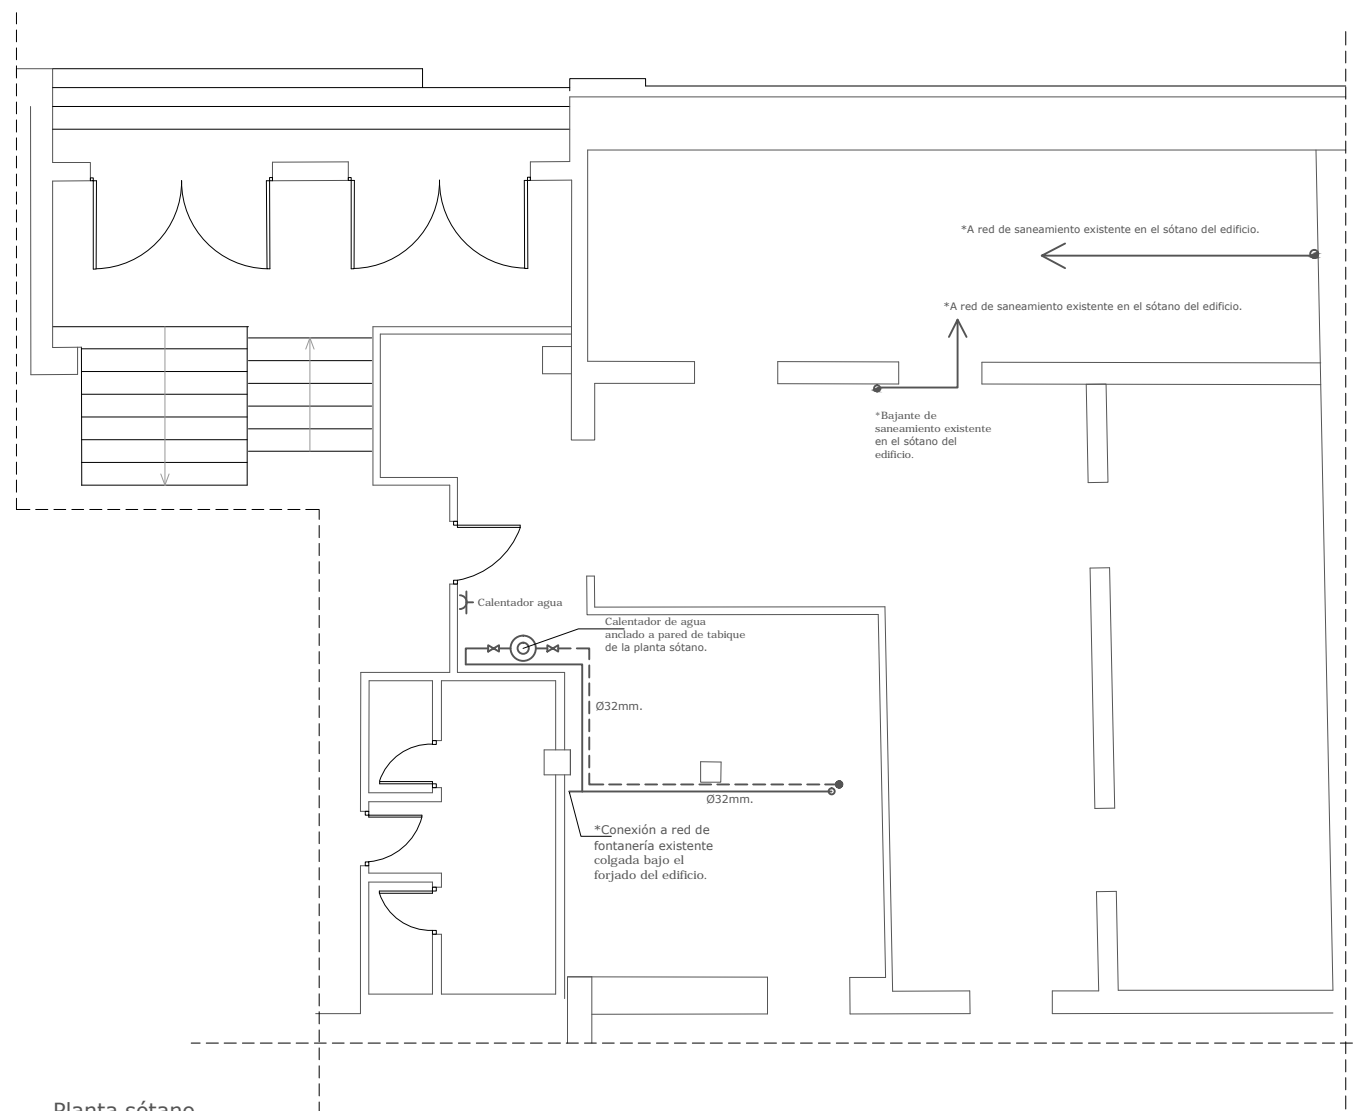 *A red de saneamiento existente en el sótano del edificio.
*A red de saneamiento existente en el sótano del edificio.
*Bajante de
saneamiento existente
en el sótano del
edificio.
Calentador agua
Calentador de agua
anclado a pared de tabique
de la planta sótano.
Ø32mm.
Ø32mm.
*Conexión a red de
fontanería existente
colgada bajo el
forjado del edificio.
Planta sótano